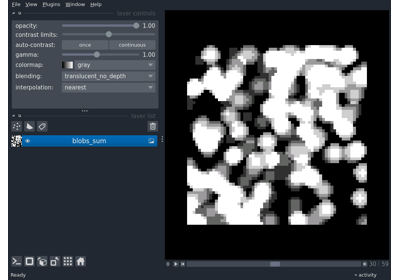 File View Plugins Window Help
layer controls
opacity: 1.00
contrast limits:
auto-contrast: once continuous
gamma: 1.00
colormap: gray
blending: translucent_no_depth
interpolation: nearest
layer list
blobs_sum
30 59
Ready
activity